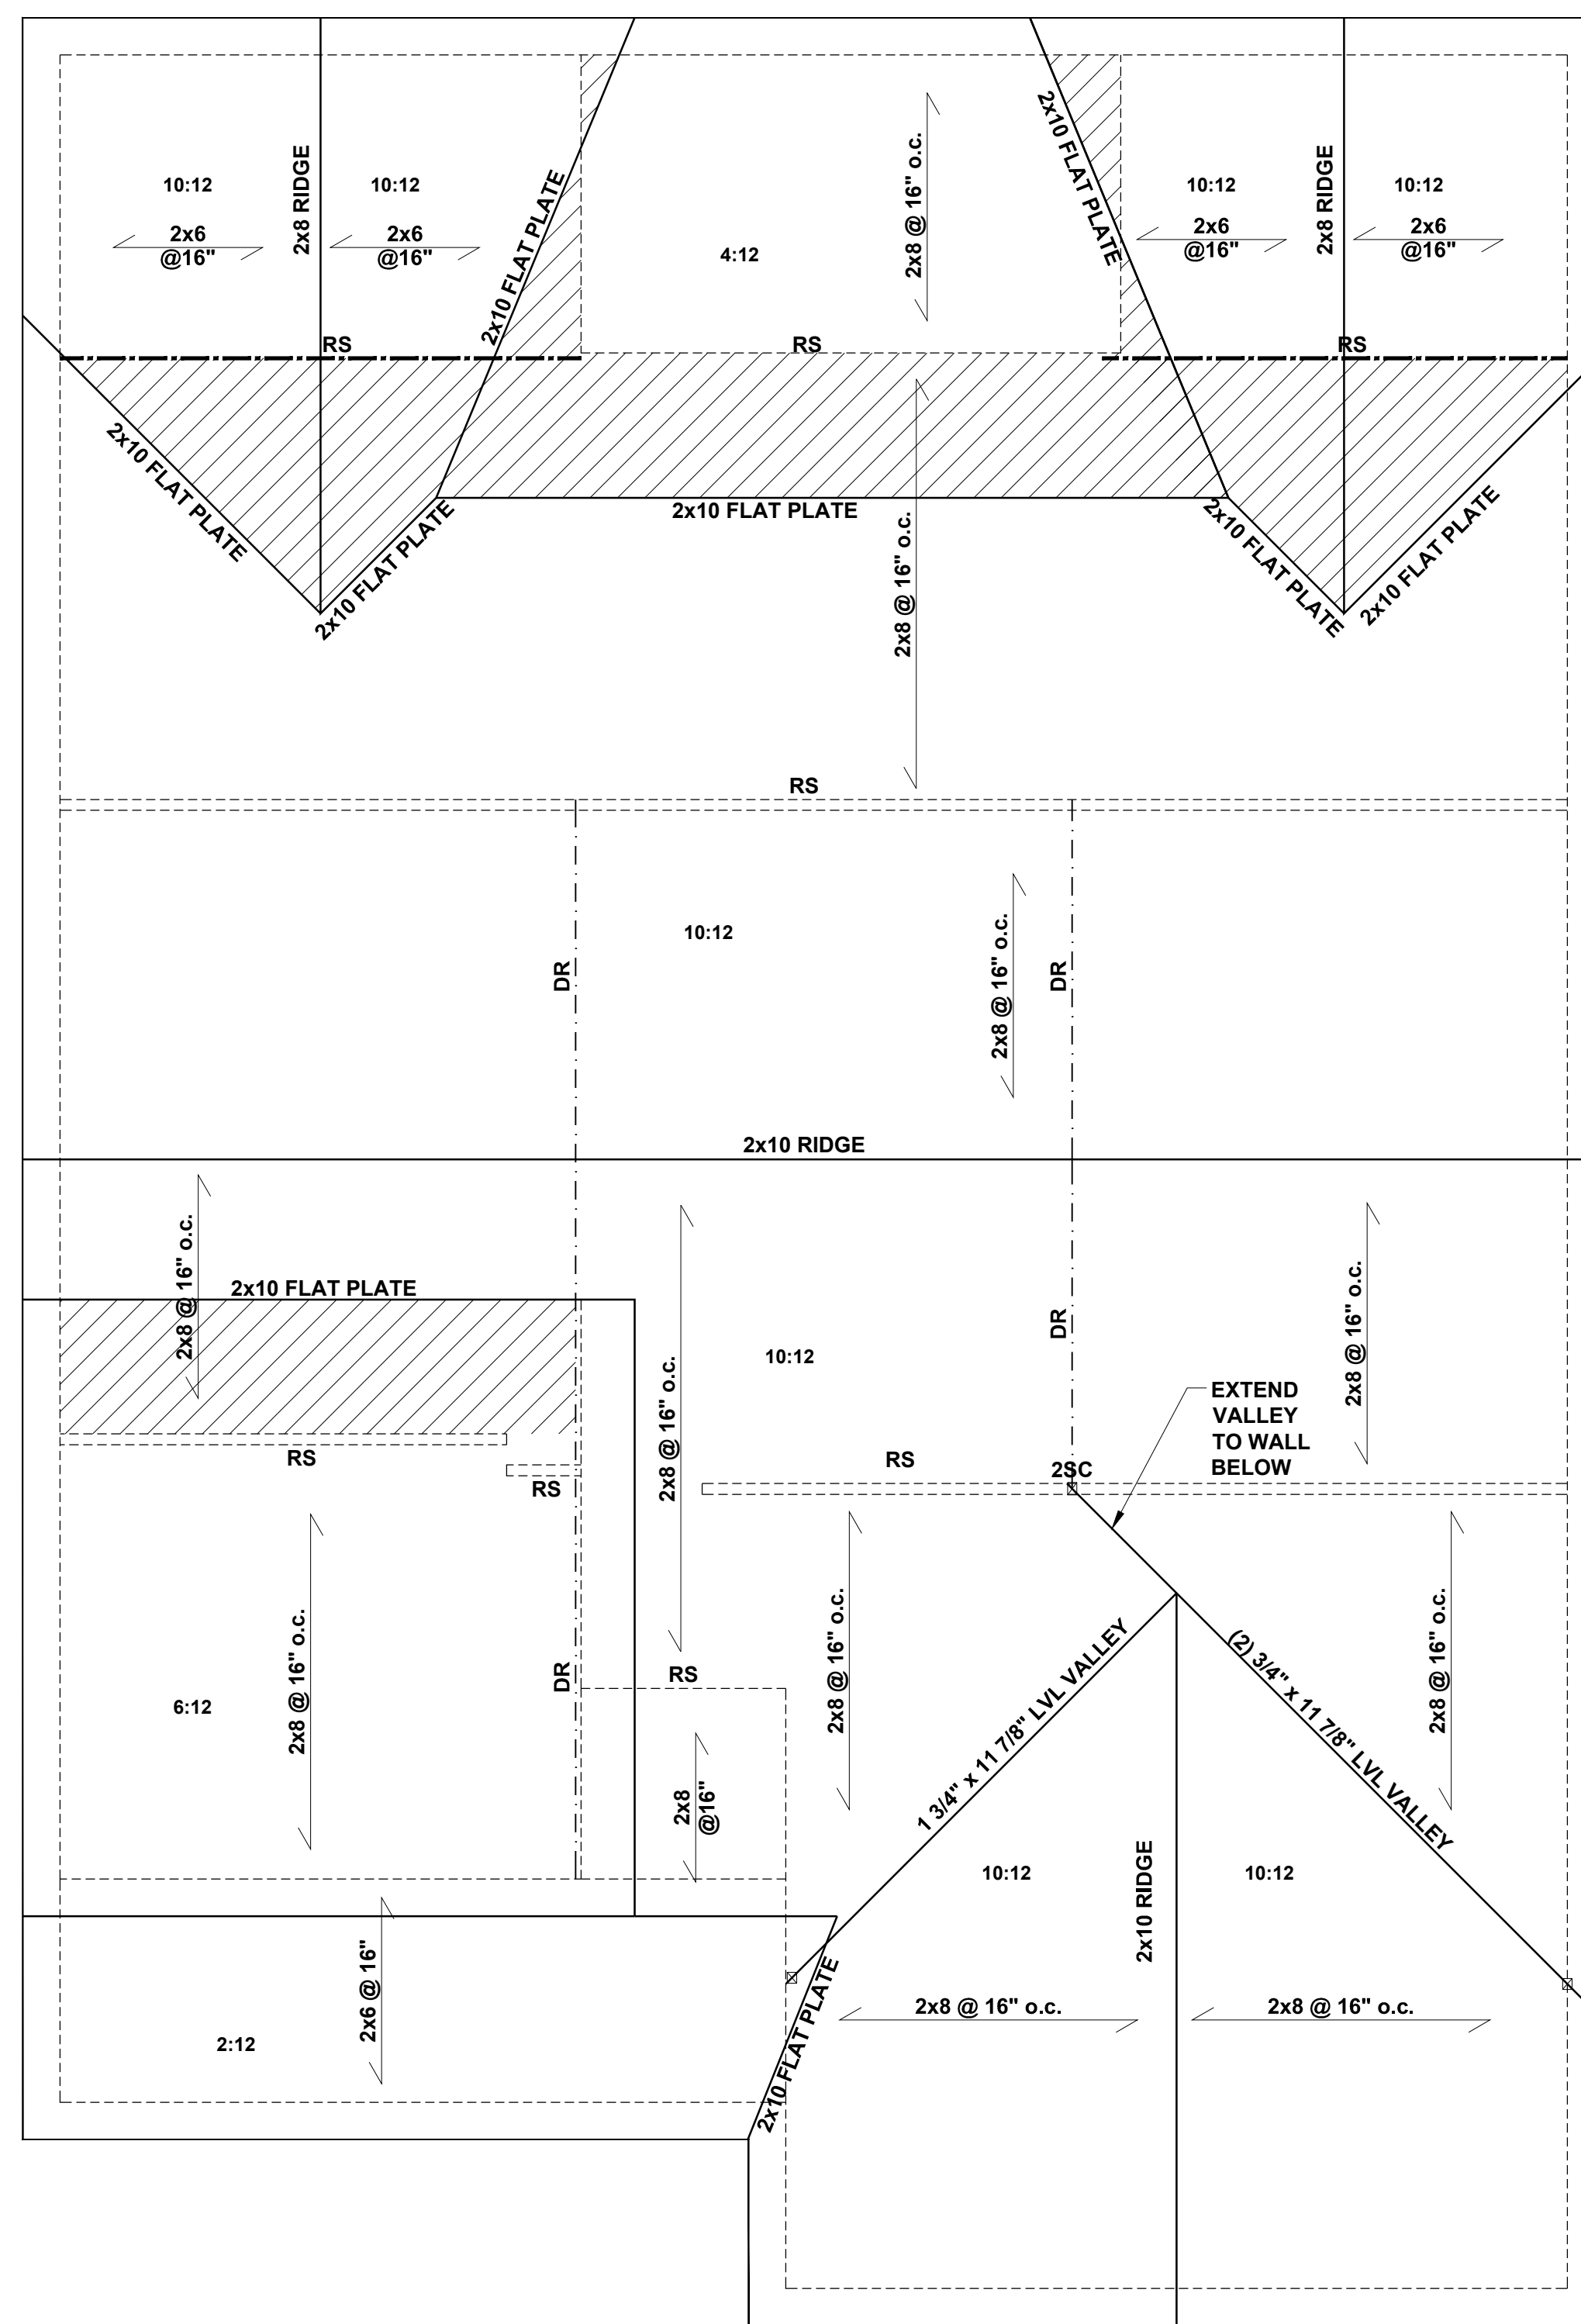 2x10 FLAT PLATE
2x8 RIDGE
2x8 @ 16" o.c.
2x8 RIDGE
10:12
10:12
10:12
10:12
2x10 FLAT PLATE
2x6
@16"
2x6
@16"
4:12
2x6
@16"
2x6
@16"
RS
RS
RS
2x10 FLAT PLATE
2x10 FLAT PLATE
2x10 FLAT PLATE
2x8 @ 16" o.c.
2x10 FLAT PLATE
2x10 FLAT PLATE
RS
10:12
DR
2x8 @ 16" o.c.
DR
2x10 RIDGE
2x8 @ 16" o.c.
2x10 FLAT PLATE
DR
2x8 @ 16" o.c.
10:12
2x8 @ 16" o.c.
EXTEND
VALLEY
TO WALL
BELOW
RS
RS
2SC
RS
2x8 @ 16" o.c.
6:12
DR
RS
2x8 @ 16" o.c.
1 3/4" x 11 7/8" LVL VALLEY
(2) 3/4" x 11 7/8" LVL VALLEY
2x8 @ 16" o.c.
2x8
@16"
10:12
2x10 RIDGE
10:12
2x6 @ 16"
2x10 FLAT PLATE
2x8 @ 16" o.c.
2x8 @ 16" o.c.
2:12